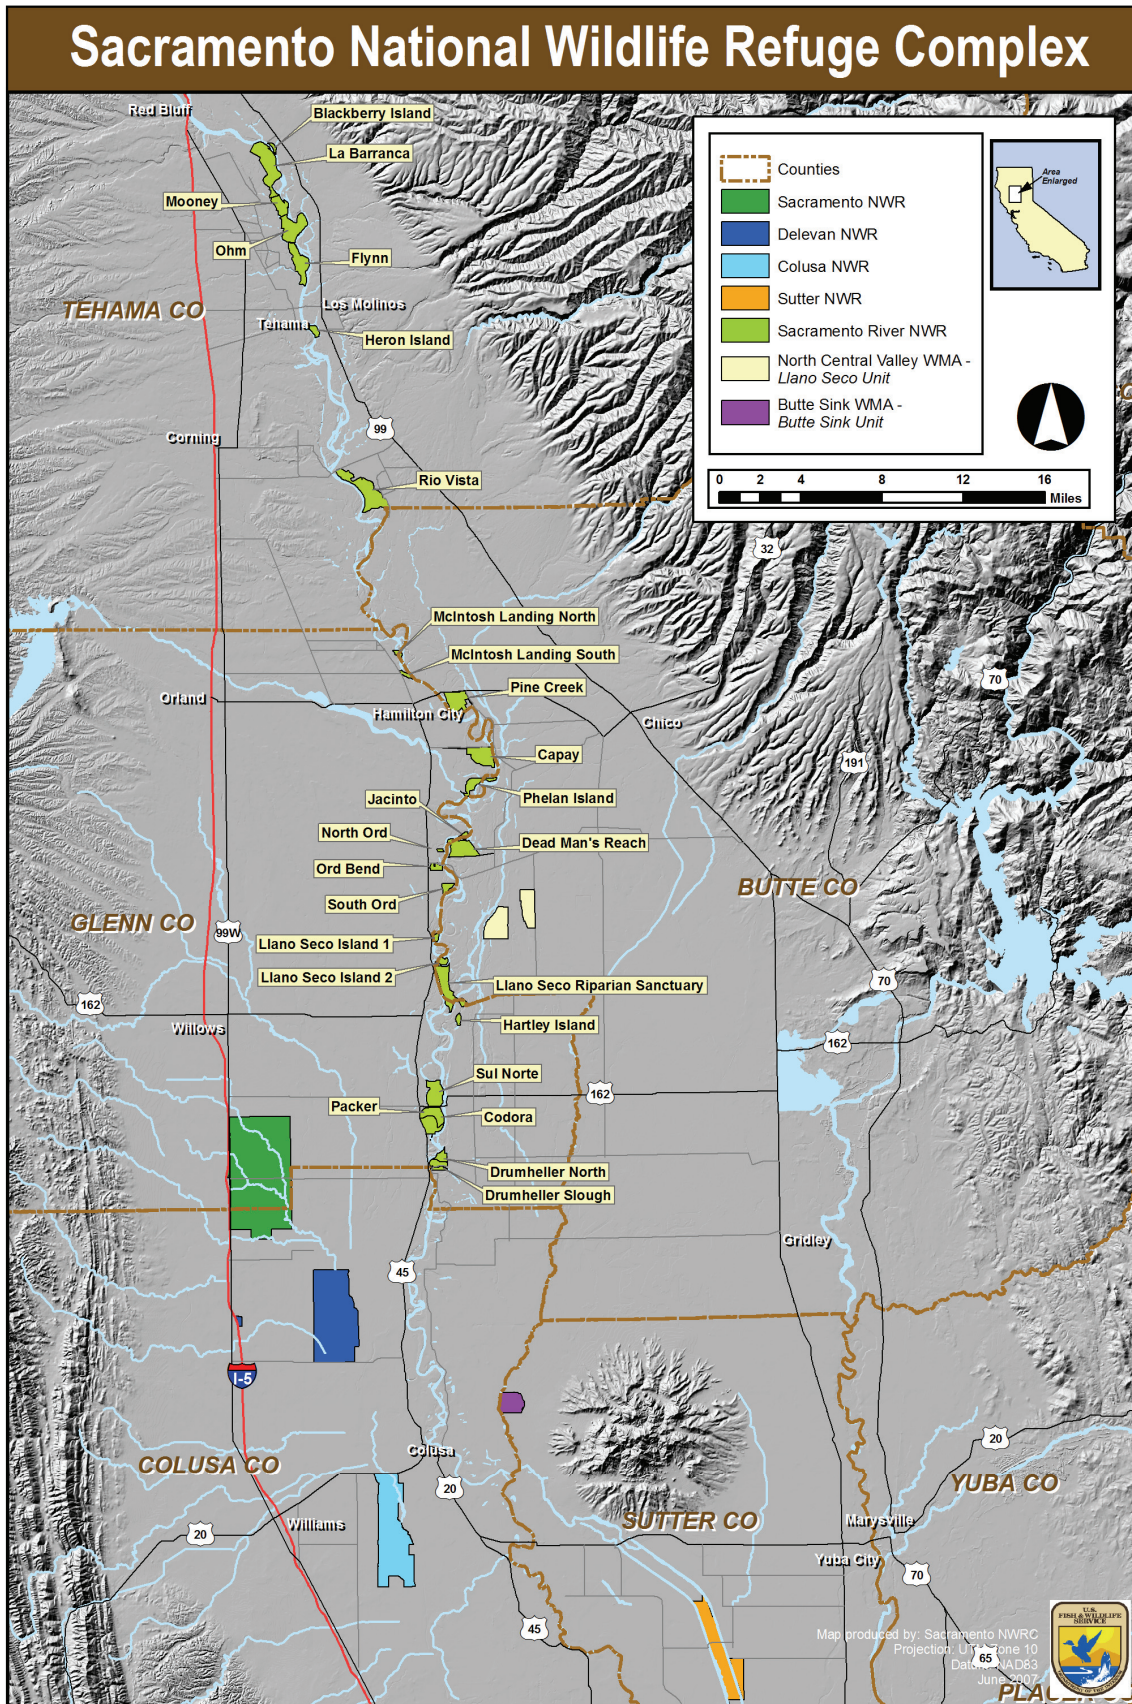 Sacramento National Wildlife Refuge Complex
Red Bluff
Blackberry Island
La Barranca
Mooney
Ohm
Flynn
TEHAMA CO
Los Molinos
Tehama
Heron Island
99
Corning
Rio Vista
Counties
Sacramento NWR
Delevan NWR
Colusa NWR
Sutter NWR
Sacramento River NWR
North Central Valley WMA -
Llano Seco Unit
Butte Sink WMA -
Butte Sink Unit
Area
Enlarged
0 2 4 8 12 16
Miles
32
McIntosh Landing North
McIntosh Landing South
Pine Creek
70
Orland
Hamilton City
Chico
Capay
191
Jacinto
Phelan Island
North Ord
Dead Man's Reach
Ord Bend
BUTTE CO
South Ord
GLENN CO
99W
Llano Seco Island 1
Llano Seco Island 2
Llano Seco Riparian Sanctuary
70
162
Willows
Hartley Island
162
Sul Norte
162
Packer
Codora
Drumheller North
Drumheller Slough
Gridley
45
I-5
Colusa
COLUSA CO
20
20
YUBA CO
Williams
20
SUTTER CO
Marysville
Yuba City
70
45
65
Map produced by: Sacramento NWRC
Projection: UTM Zone 10
Datum: NAD83
June 2007
U.S.
FISH & WILDLIFE
SERVICE